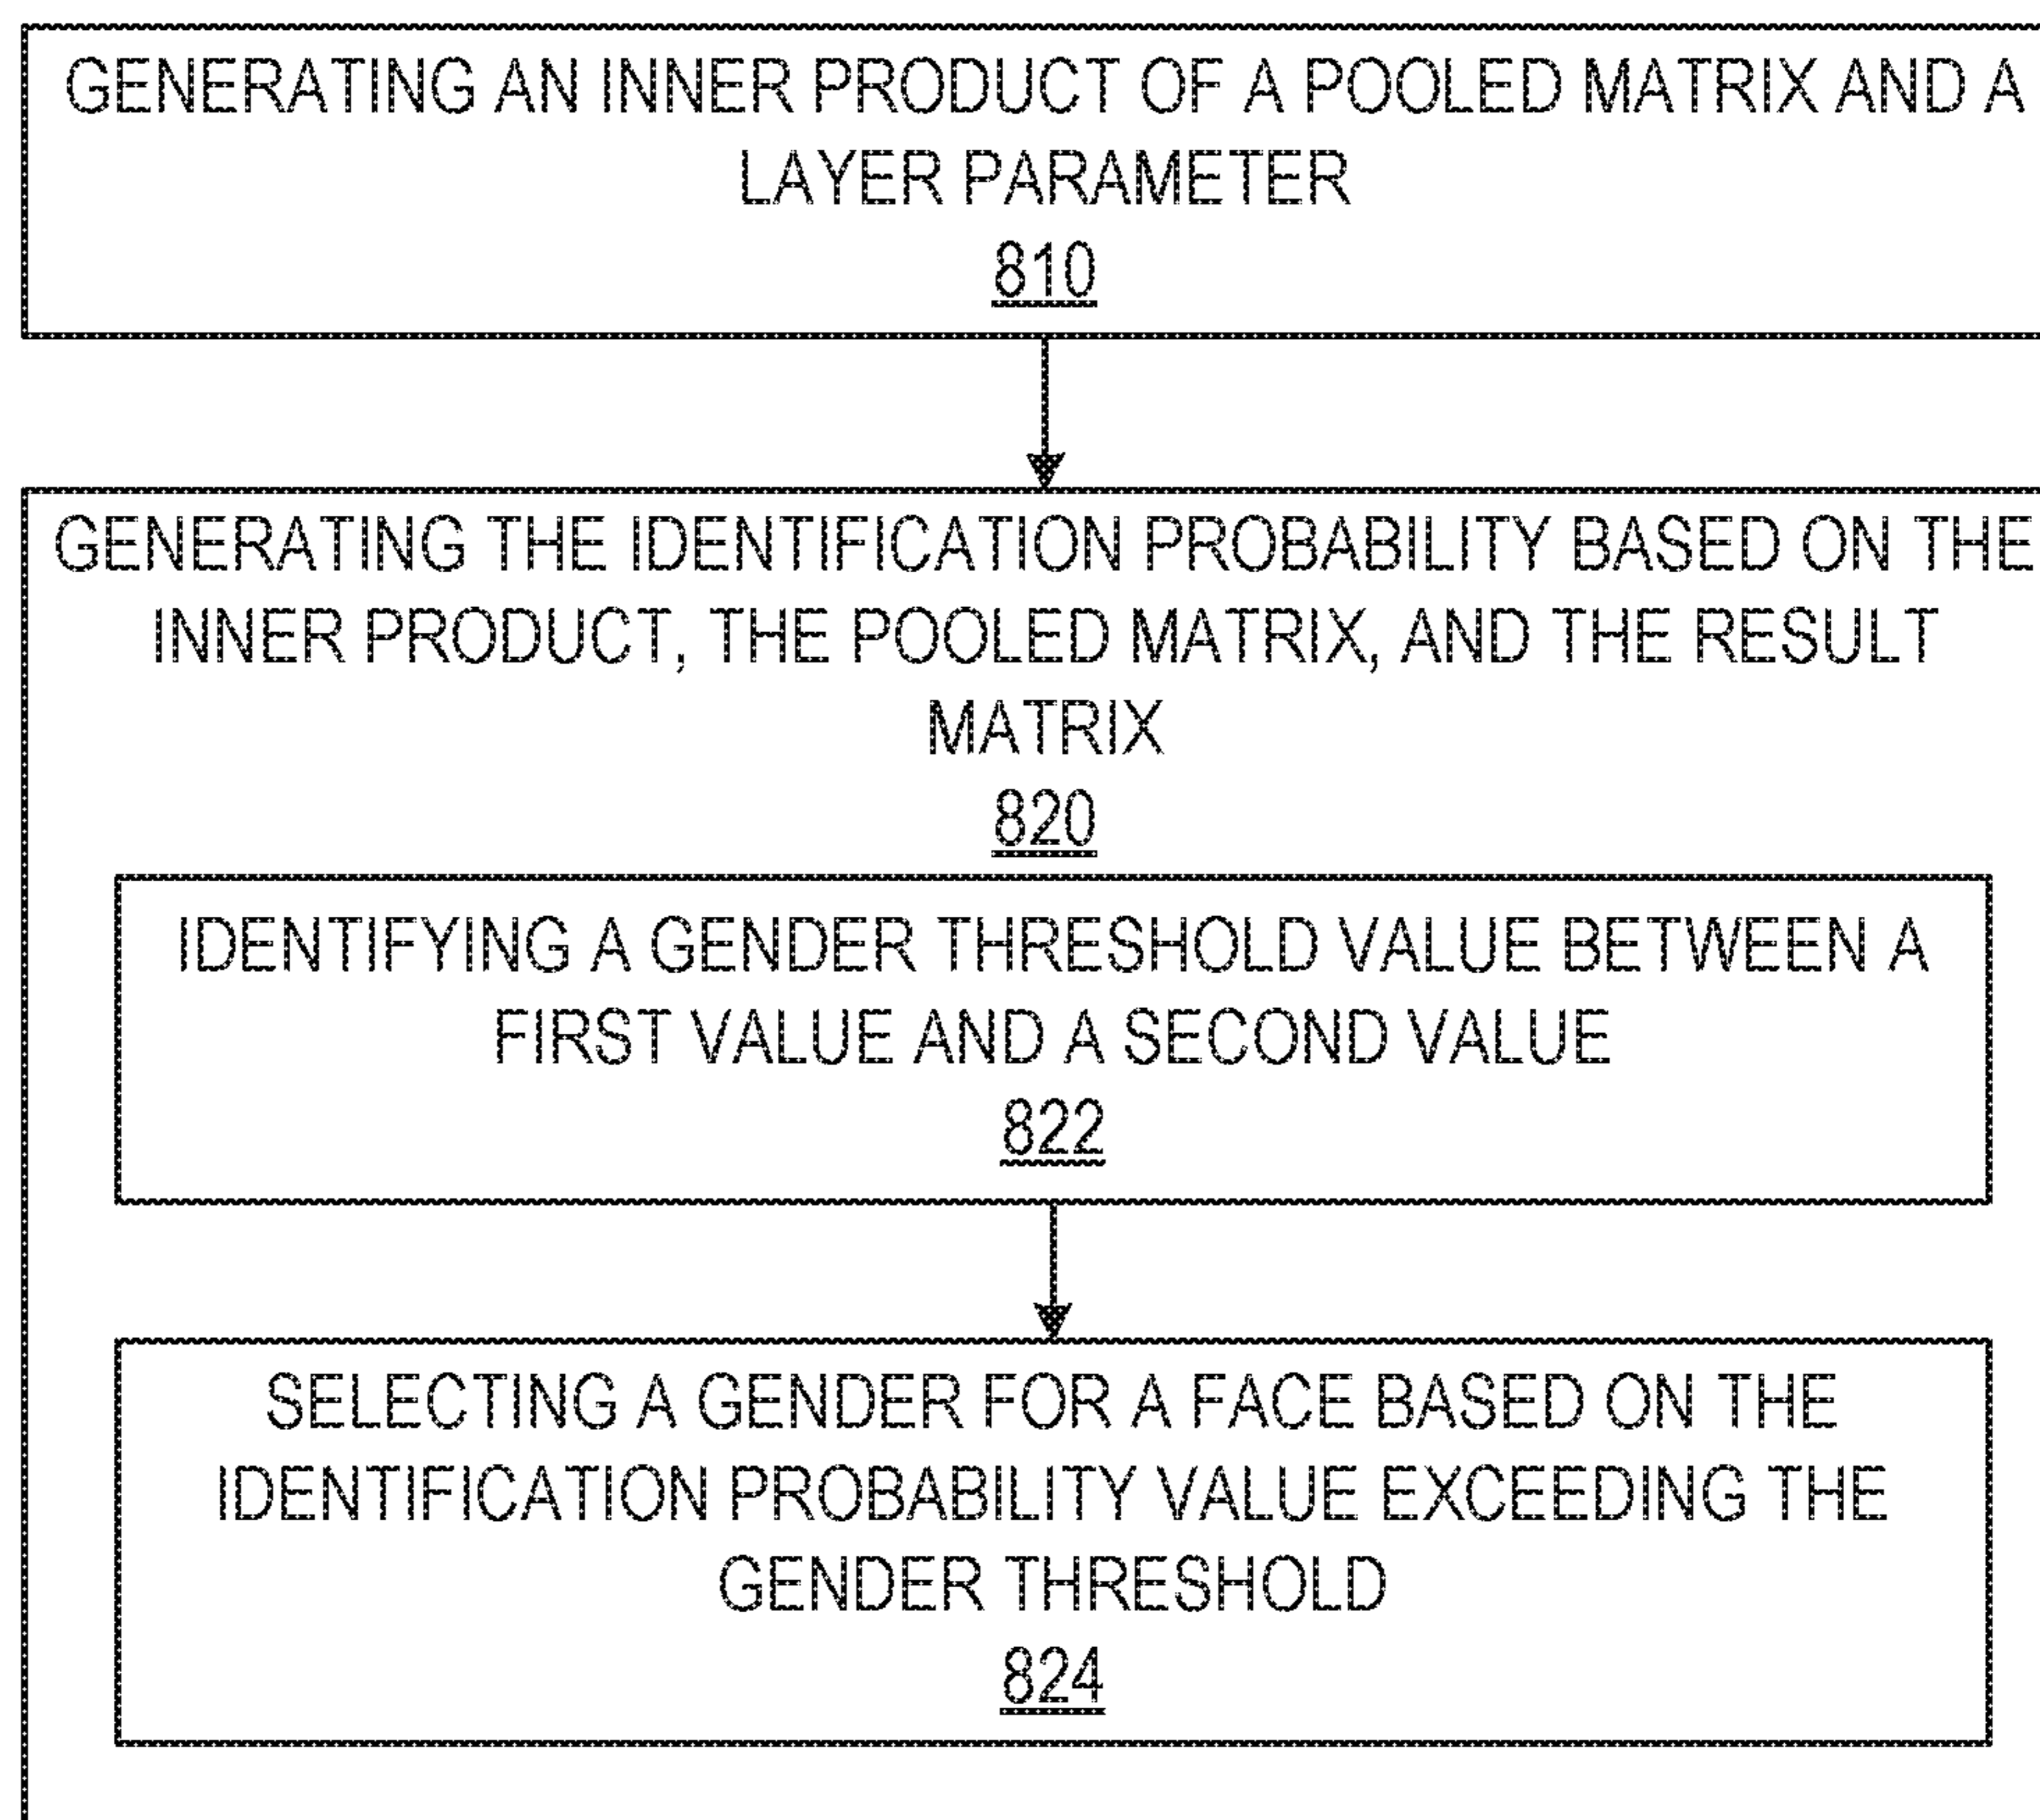 GENERATING AN INNER PRODUCT OF A POOLED MATRIX AND A
LAYER PARAMETER
810
GENERATING THE IDENTIFICATION PROBABILITY BASED ON THE
INNER PRODUCT, THE POOLED MATRIX, AND THE RESULT
MATRIX
820
IDENTIFYING A GENDER THRESHOLD VALUE BETWEEN A
FIRST VALUE AND A SECOND VALUE
822
SELECTING A GENDER FOR A FACE BASED ON THE
IDENTIFICATION PROBABILITY VALUE EXCEEDING THE
GENDER THRESHOLD
824